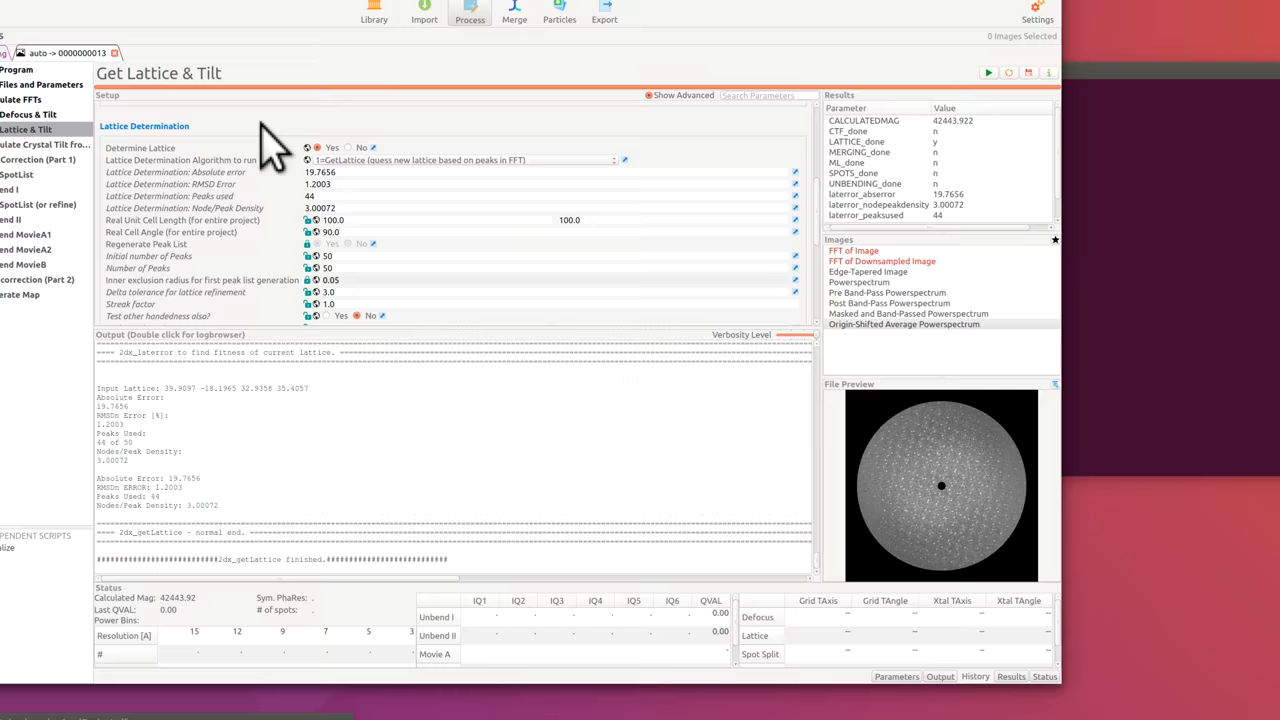 Library Import Process Merge Particles Export Settings
s 0 Images Selected
ng auto -> 0000000013
Program
Files and Parameters
ulate FFTs
Defocus & Tilt
Lattice & Tilt
ulate Crystal Tilt fro...
Correction (Part 1)
SpotList
end I
SpotList (or refine)
end II
end MovieA1
end MovieA2
end MovieB
correction (Part 2)
erate Map
PENDENT SCRIPTS
alize
Get Lattice & Tilt
Setup Show Advanced Search Parameters
Lattice Determination
Determine Lattice Yes No
Lattice Determination Algorithm to run 1=GetLattice (guess new lattice based on peaks in FFT)
Lattice Determination: Absolute error 19.7656
Lattice Determination: RMSD Error 1.2003
Lattice Determination: Peaks used 44
Lattice Determination: Node/Peak Density 3.00072
Real Unit Cell Length (for entire project) 100.0 100.0
Real Cell Angle (for entire project) 90.0
Regenerate Peak List Yes No
Initial number of Peaks 50
Number of Peaks 50
Inner exclusion radius for first peak list generation 0.05
Delta tolerance for lattice refinement 3.0
Streak factor 1.0
Test other handedness also? Yes No
Output (Double click for logbrowser) Verbosity Level
==== 2dx_laterror to find fitness of current lattice.
Input Lattice: 39.9097 -18.1965 32.9358 35.4057
Absolute Error:
19.7656
RMSDn Error [%]:
1.2003
Peaks Used:
44 of 50
Nodes/Peak Density:
3.00072
Absolute Error: 19.7656
RMSDn ERROR: 1.2003
Peaks Used: 44
Nodes/Peak Density: 3.00072
==== 2dx_getLattice - normal end.
##########################2dx_getLattice finished.##########################
Results
Parameter Value
CALCULATEDMAG 42443.922
CTF_done n
LATTICE_done y
MERGING_done n
ML_done n
SPOTS_done n
UNBENDING_done n
laterror_abserror 19.7656
laterror_nodepeakdensity 3.00072
laterror_peaksused 44
Images
FFT of Image
FFT of Downsampled Image
Edge-Tapered Image
Powerspectrum
Pre Band-Pass Powerspectrum
Post Band-Pass Powerspectrum
Masked and Band-Passed Powerspectrum
Origin-Shifted Average Powerspectrum
File Preview
Status
Calculated Mag: 42443.92 Sym. PhaRes: .
Last QVAL: 0.00 # of spots: .
Power Bins:
Resolution [A] 15 12 9 7 5 3
# . . . . . .
IQ1 IQ2 IQ3 IQ4 IQ5 IQ6 QVAL
Unbend I . . . . . . 0.00
Unbend II . . . . . . 0.00
Movie A -
Grid TAxis Grid TAngle Xtal TAxis Xtal TAngle
Defocus -- -- -- --
Lattice -- -- -- --
Spot Split -- -- -- --
Parameters Output History Results Status